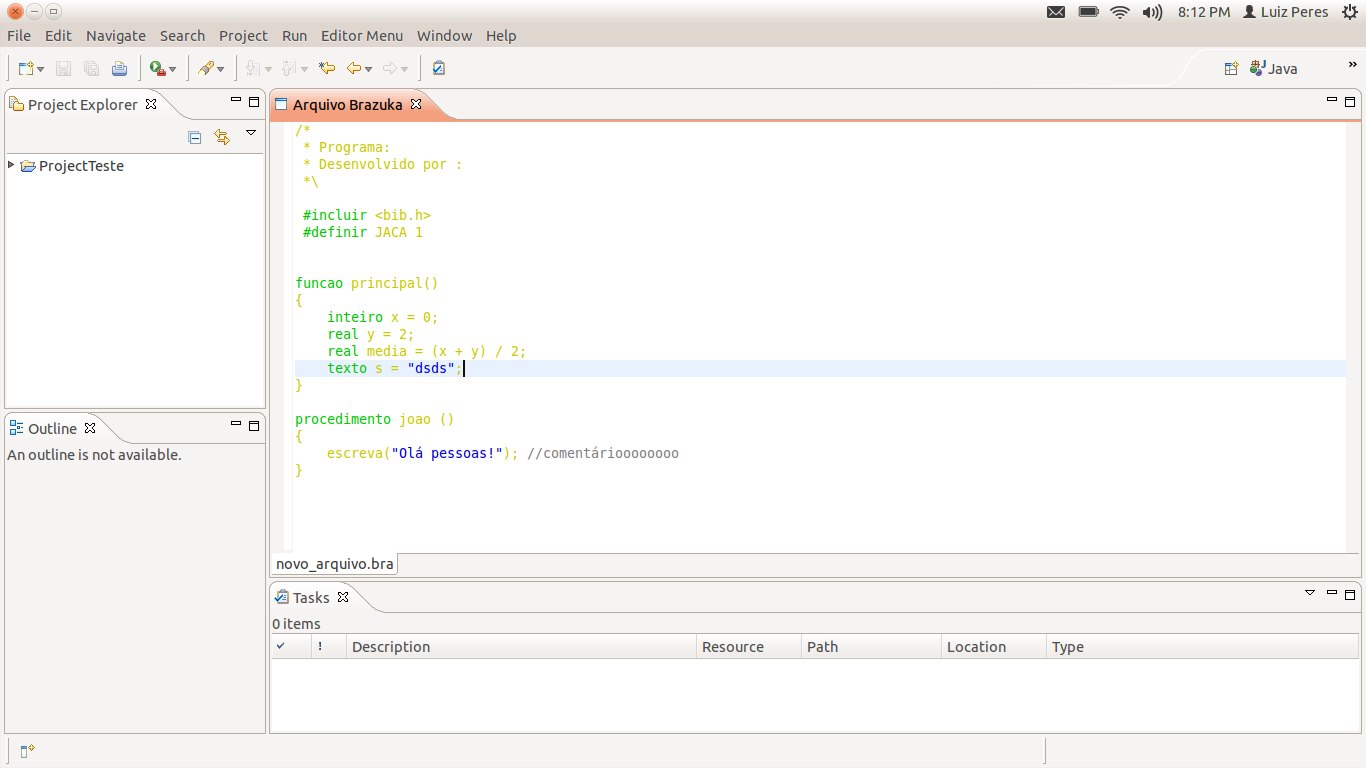 8:12 PM Luiz Peres
File Edit Navigate Search Project Run Editor Menu Window Help
Java »
Project Explorer
ProjectTeste
Outline
An outline is not available.
Arquivo Brazuka
/*
* Programa:
* Desenvolvido por :
*\
#incluir <bib.h>
#definir JACA 1
funcao principal()
{
inteiro x = 0;
real y = 2;
real media = (x + y) / 2;
texto s = "dsds";
}
procedimento joao ()
{
escreva("Olá pessoas!"); //comentáriooooooooo
}
novo_arquivo.bra
Tasks
0 items
! Description Resource Path Location Type